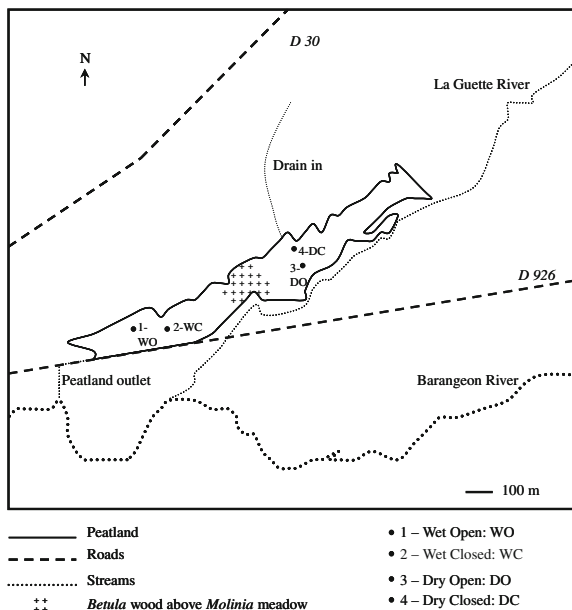 D 30
N
La Guette River
Drain in
4-DC
3-
DO
D 926
1-
WO
2-WC
Peatland outlet
Barangeon River
100 m
Peatland
Roads
Streams
Betula wood above Molinia meadow
1 – Wet Open: WO
2 – Wet Closed: WC
3 – Dry Open: DO
4 – Dry Closed: DC